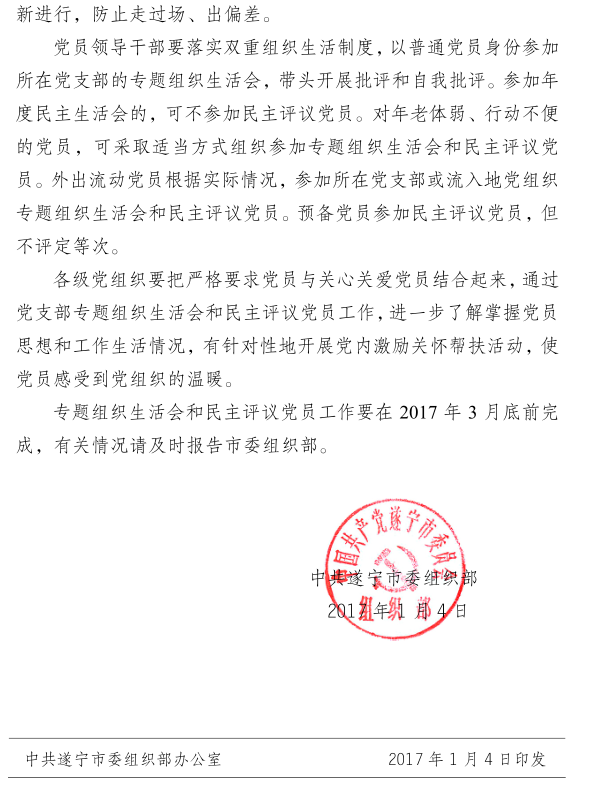 新进行，防止走过场、出偏差。
党员领导干部要落实双重组织生活制度，以普通党员身份参加
所在党支部的专题组织生活会，带头开展批评和自我批评。参加年
度民主生活会的，可不参加民主评议党员。对年老体弱、行动不便
的党员，可采取适当方式组织参加专题组织生活会和民主评议党
员。外出流动党员根据实际情况，参加所在党支部或流入地党组织
专题组织生活会和民主评议党员。预备党员参加民主评议党员，但
不评定等次。
各级党组织要把严格要求党员与关心关爱党员结合起来，通过
党支部专题组织生活会和民主评议党员工作，进一步了解掌握党员
思想和工作生活情况，有针对性地开展党内激励关怀帮扶活动，使
党员感受到党组织的温暖。
专题组织生活会和民主评议党员工作要在 2017 年 3 月底前完
成，有关情况请及时报告市委组织部。
中国共产党遂宁市委员会
中共遂宁市委组织部
组织部
2017 年 1 月 4 日
中共遂宁市委组织部办公室 2017 年 1 月 4 日印发